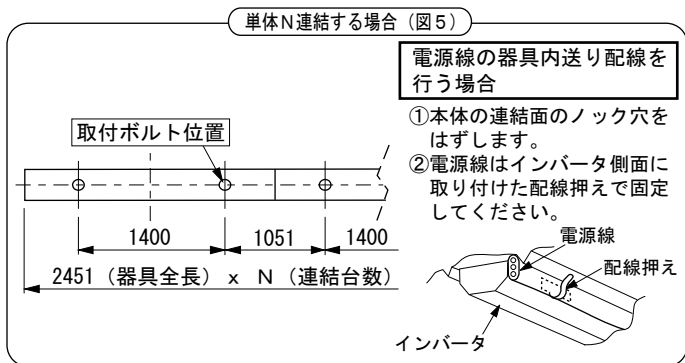 単体N連結する場合（図5）
電源線の器具内送り配線を
行う場合
①本体の連結面のノック穴を
はずします。
②電源線はインバータ側面に
取り付けた配線押えで固定
してください。
取付ボルト位置
1400
1051
1400
2451（器具全長）x N（連結台数）
電源線
配線押え
インバータ